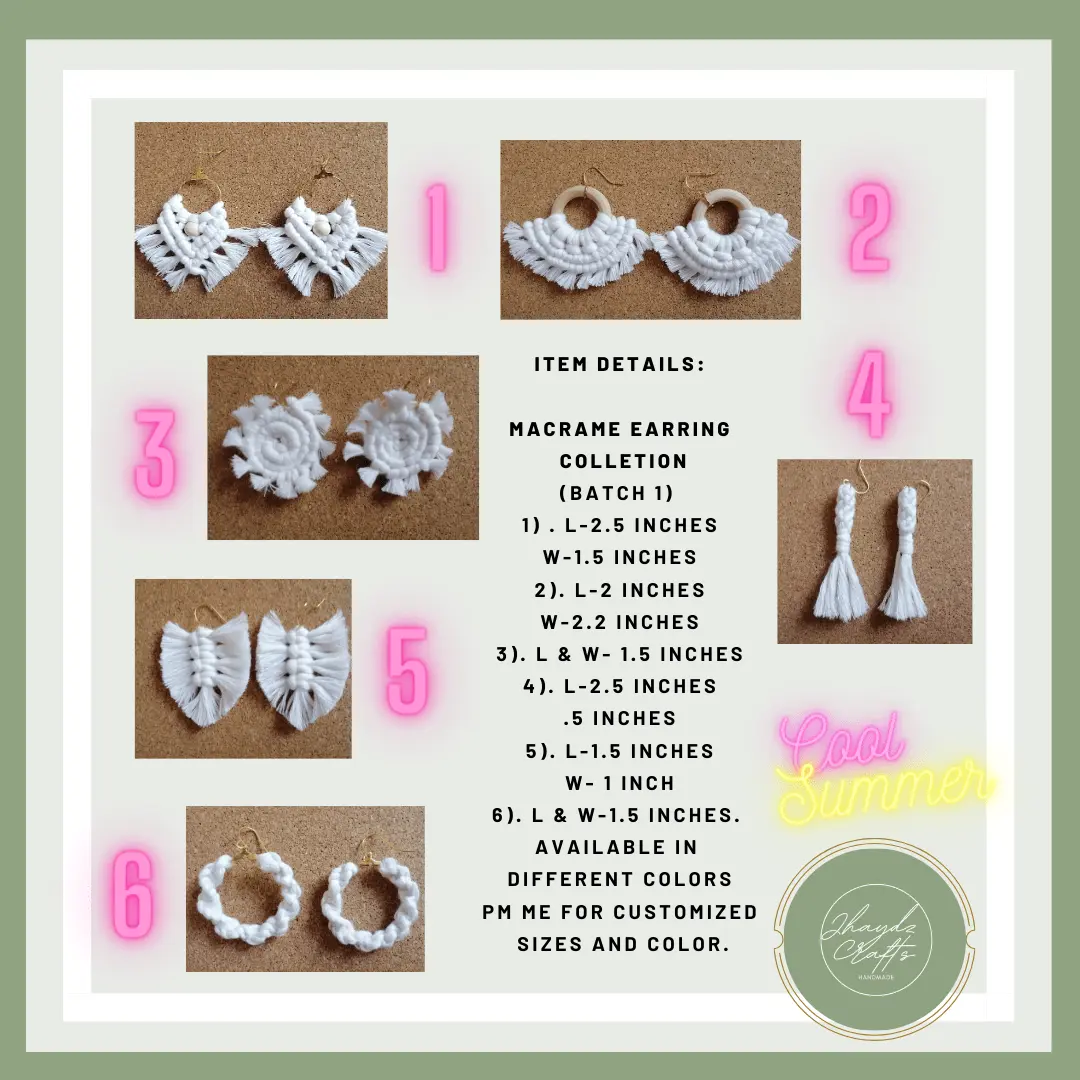 1
2
3
4
ITEM DETAILS:
MACRAME EARRING
COLLETION
(BATCH 1)
1) . L-2.5 INCHES
W-1.5 INCHES
2). L-2 INCHES
W-2.2 INCHES
3). L & W- 1.5 INCHES
4). L-2.5 INCHES
.5 INCHES
5). L-1.5 INCHES
W- 1 INCH
6). L & W-1.5 INCHES.
AVAILABLE IN
DIFFERENT COLORS
PM ME FOR CUSTOMIZED
SIZES AND COLOR.
5
6
Cool
Summer
Jhaydz
Crafts
HANDMADE